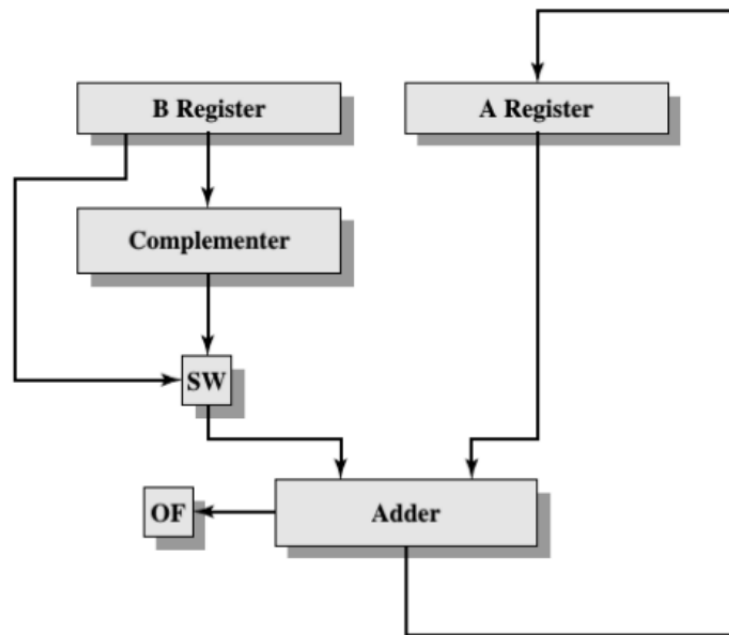 B Register
A Register
Complementer
SW
OF
Adder